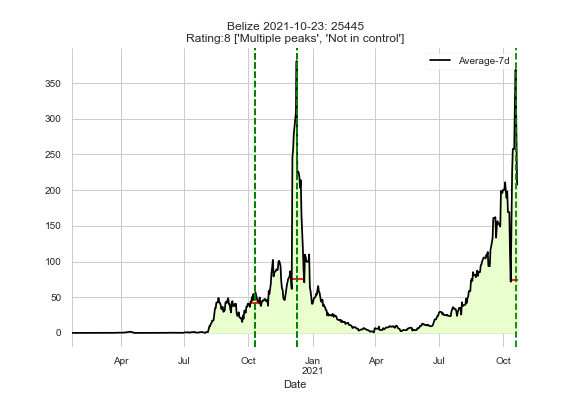 Belize 2021-10-23: 25445
Rating:8 ['Multiple peaks', 'Not in control']
Average-7d
350
300
250
200
150
100
50
0
Apr
Jul
Oct
Jan
2021
Apr
Jul
Oct
Date